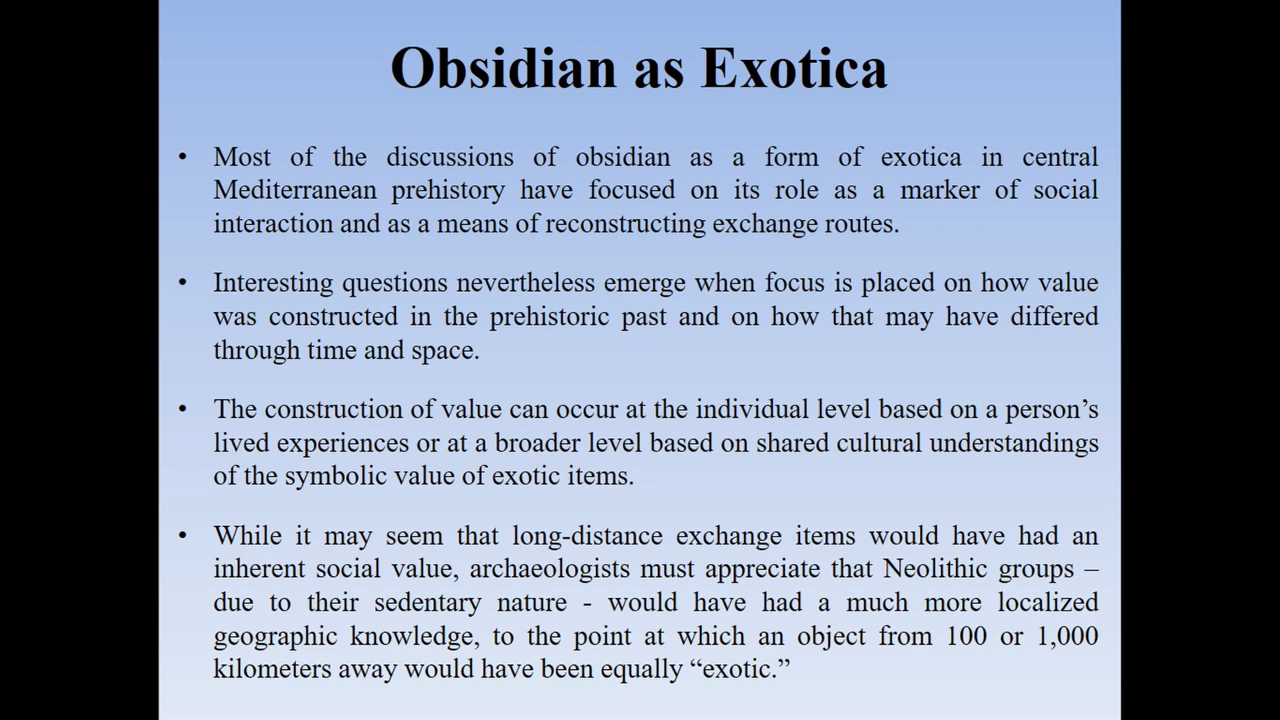 Obsidian as Exotica
• Most of the discussions of obsidian as a form of exotica in central
Mediterranean prehistory have focused on its role as a marker of social
interaction and as a means of reconstructing exchange routes.
• Interesting questions nevertheless emerge when focus is placed on how value
was constructed in the prehistoric past and on how that may have differed
through time and space.
• The construction of value can occur at the individual level based on a person’s
lived experiences or at a broader level based on shared cultural understandings
of the symbolic value of exotic items.
• While it may seem that long-distance exchange items would have had an
inherent social value, archaeologists must appreciate that Neolithic groups –
due to their sedentary nature - would have had a much more localized
geographic knowledge, to the point at which an object from 100 or 1,000
kilometers away would have been equally “exotic.”